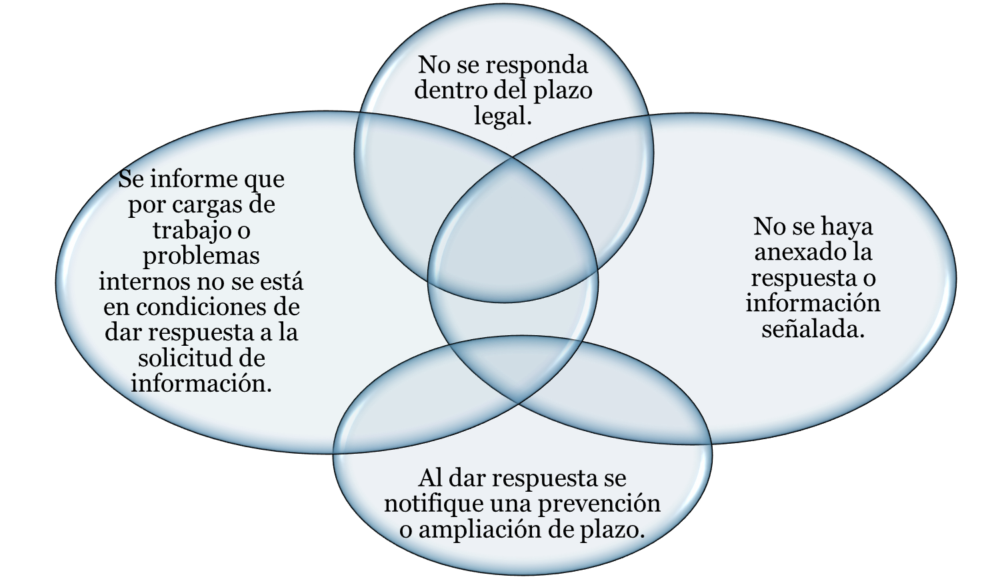 No se responda
dentro del plazo
legal.
Se informe que
por cargas de
trabajo o
problemas
internos no se está
en condiciones de
dar respuesta a la
solicitud de
información.
No se haya
anexado la
respuesta o
información
señalada.
Al dar respuesta se
notifique una prevención
o ampliación de plazo.